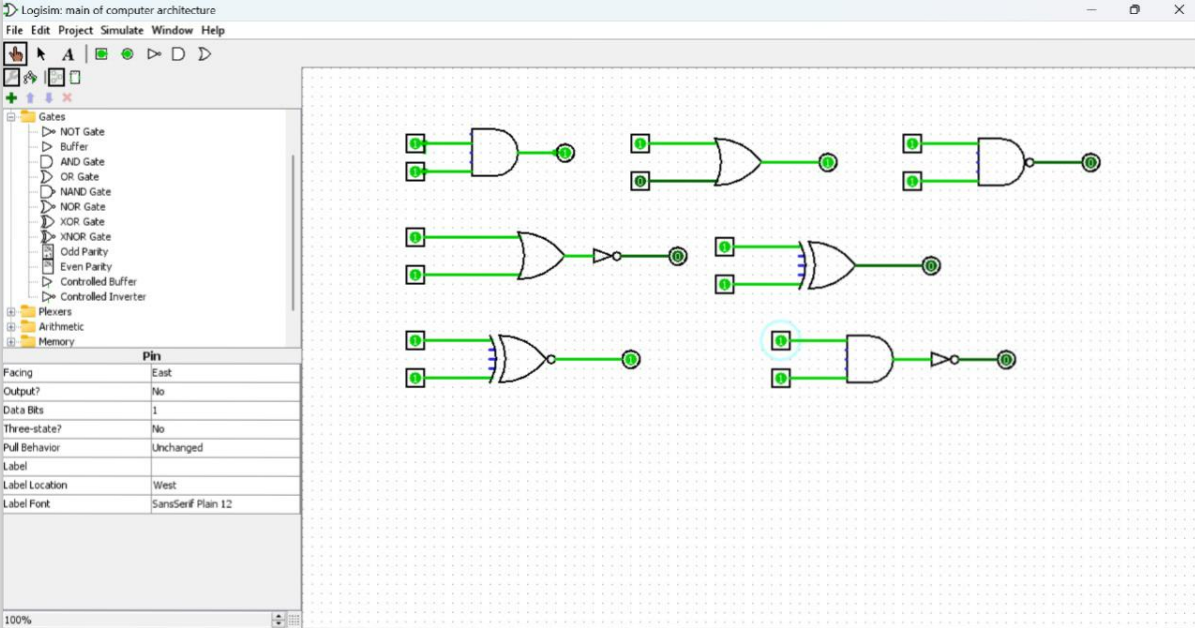 Logisim: main of computer architecture
File Edit Project Simulate Window Help
A
Gates
NOT Gate
Buffer
AND Gate
OR Gate
NAND Gate
NOR Gate
XOR Gate
XNOR Gate
Odd Parity
Even Parity
Controlled Buffer
Controlled Inverter
Plexers
Arithmetic
Memory
Pin
Facing East
Output? No
Data Bits 1
Three-state? No
Pull Behavior Unchanged
Label
Label Location West
Label Font SansSerif Plain 12
100%
1 1 1
1 1 1
1 0 0
1 1
1 0 1 0
1 1
1 1 1 0
1 1